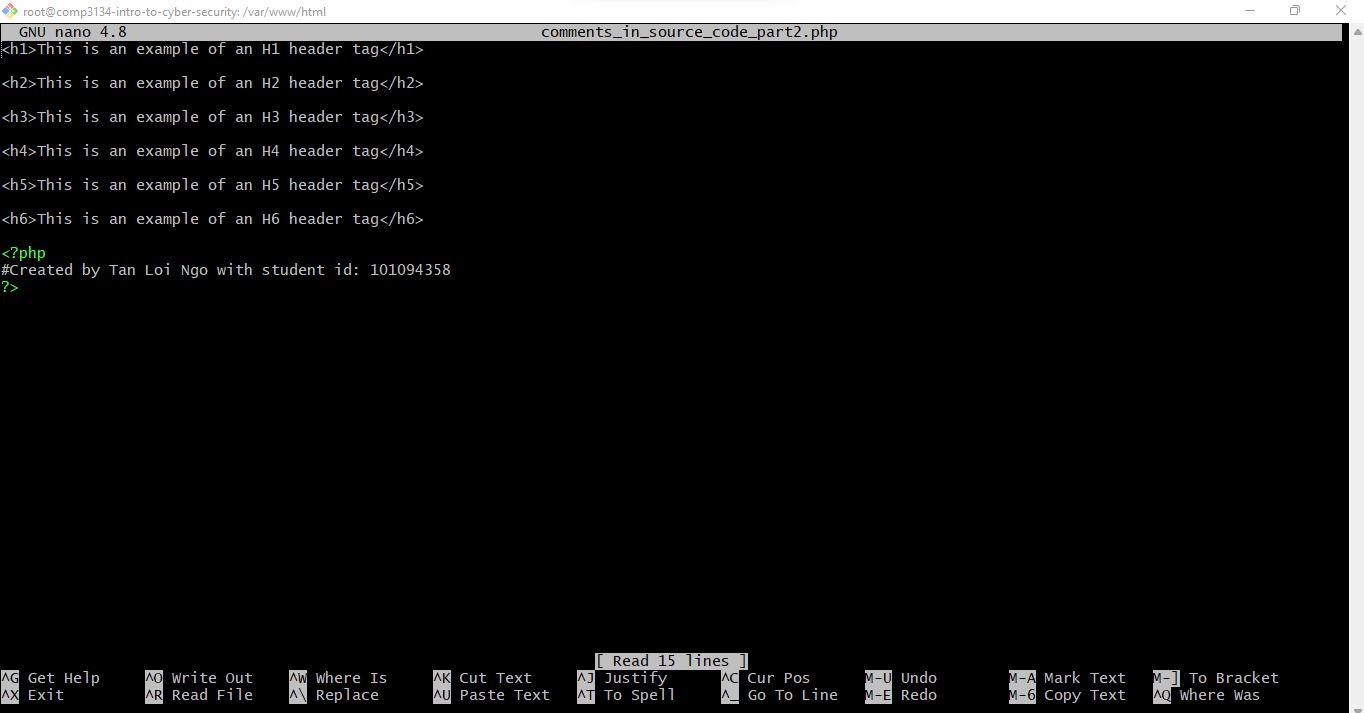 root@comp3134-intro-to-cyber-security: /var/www/html
GNU nano 4.8 comments_in_source_code_part2.php
<h1>This is an example of an H1 header tag</h1>
<h2>This is an example of an H2 header tag</h2>
<h3>This is an example of an H3 header tag</h3>
<h4>This is an example of an H4 header tag</h4>
<h5>This is an example of an H5 header tag</h5>
<h6>This is an example of an H6 header tag</h6>
<?php
#Created by Tan Loi Ngo with student id: 101094358
?>
[ Read 15 lines ]
^G Get Help ^O Write Out ^W Where Is ^K Cut Text ^J Justify ^C Cur Pos M-U Undo M-A Mark Text M-] To Bracket
^X Exit ^R Read File ^\ Replace ^U Paste Text ^T To Spell ^_ Go To Line M-E Redo M-6 Copy Text ^Q Where Was